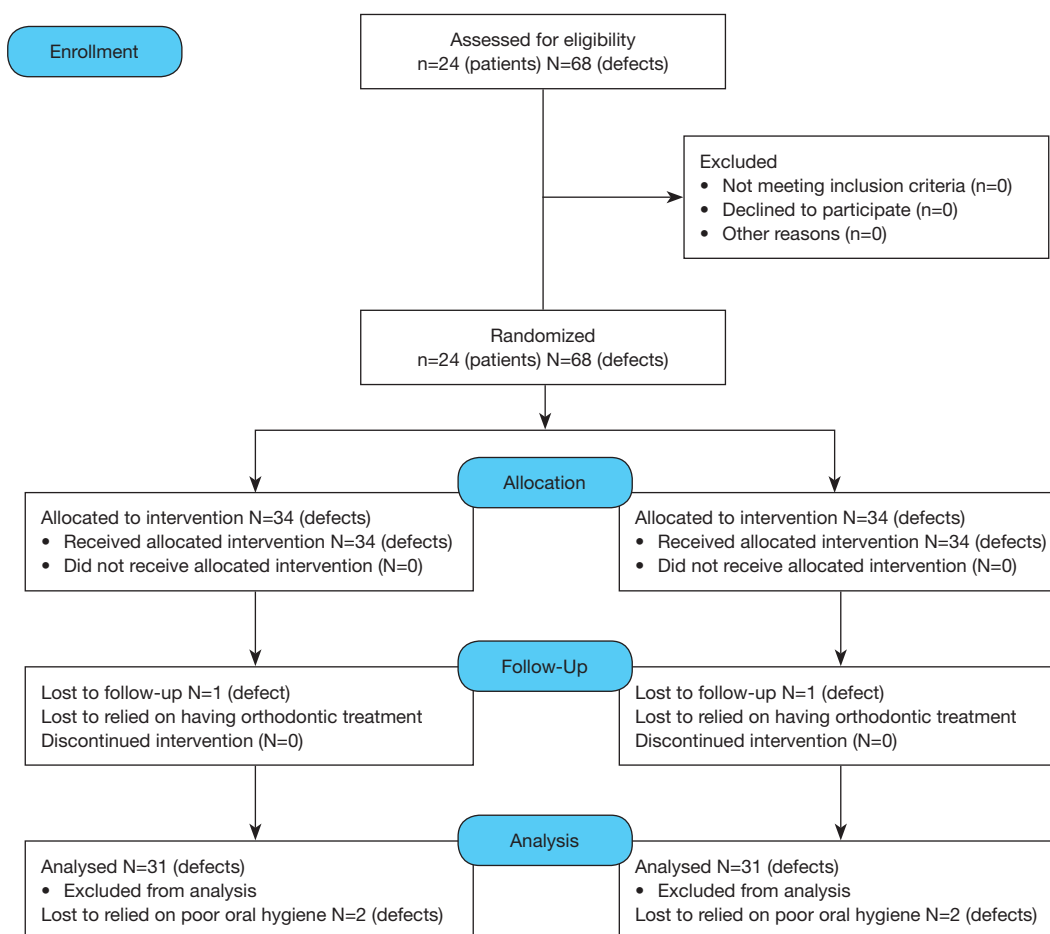 Enrollment
Assessed for eligibility
n=24 (patients) N=68 (defects)
Excluded
• Not meeting inclusion criteria (n=0)
• Declined to participate (n=0)
• Other reasons (n=0)
Randomized
n=24 (patients) N=68 (defects)
Allocation
Allocated to intervention N=34 (defects)
• Received allocated intervention N=34 (defects)
• Did not receive allocated intervention (N=0)
Allocated to intervention N=34 (defects)
• Received allocated intervention N=34 (defects)
• Did not receive allocated intervention (N=0)
Follow-Up
Lost to follow-up N=1 (defect)
Lost to relied on having orthodontic treatment
Discontinued intervention (N=0)
Lost to follow-up N=1 (defect)
Lost to relied on having orthodontic treatment
Discontinued intervention (N=0)
Analysis
Analysed N=31 (defects)
• Excluded from analysis
Lost to relied on poor oral hygiene N=2 (defects)
Analysed N=31 (defects)
• Excluded from analysis
Lost to relied on poor oral hygiene N=2 (defects)